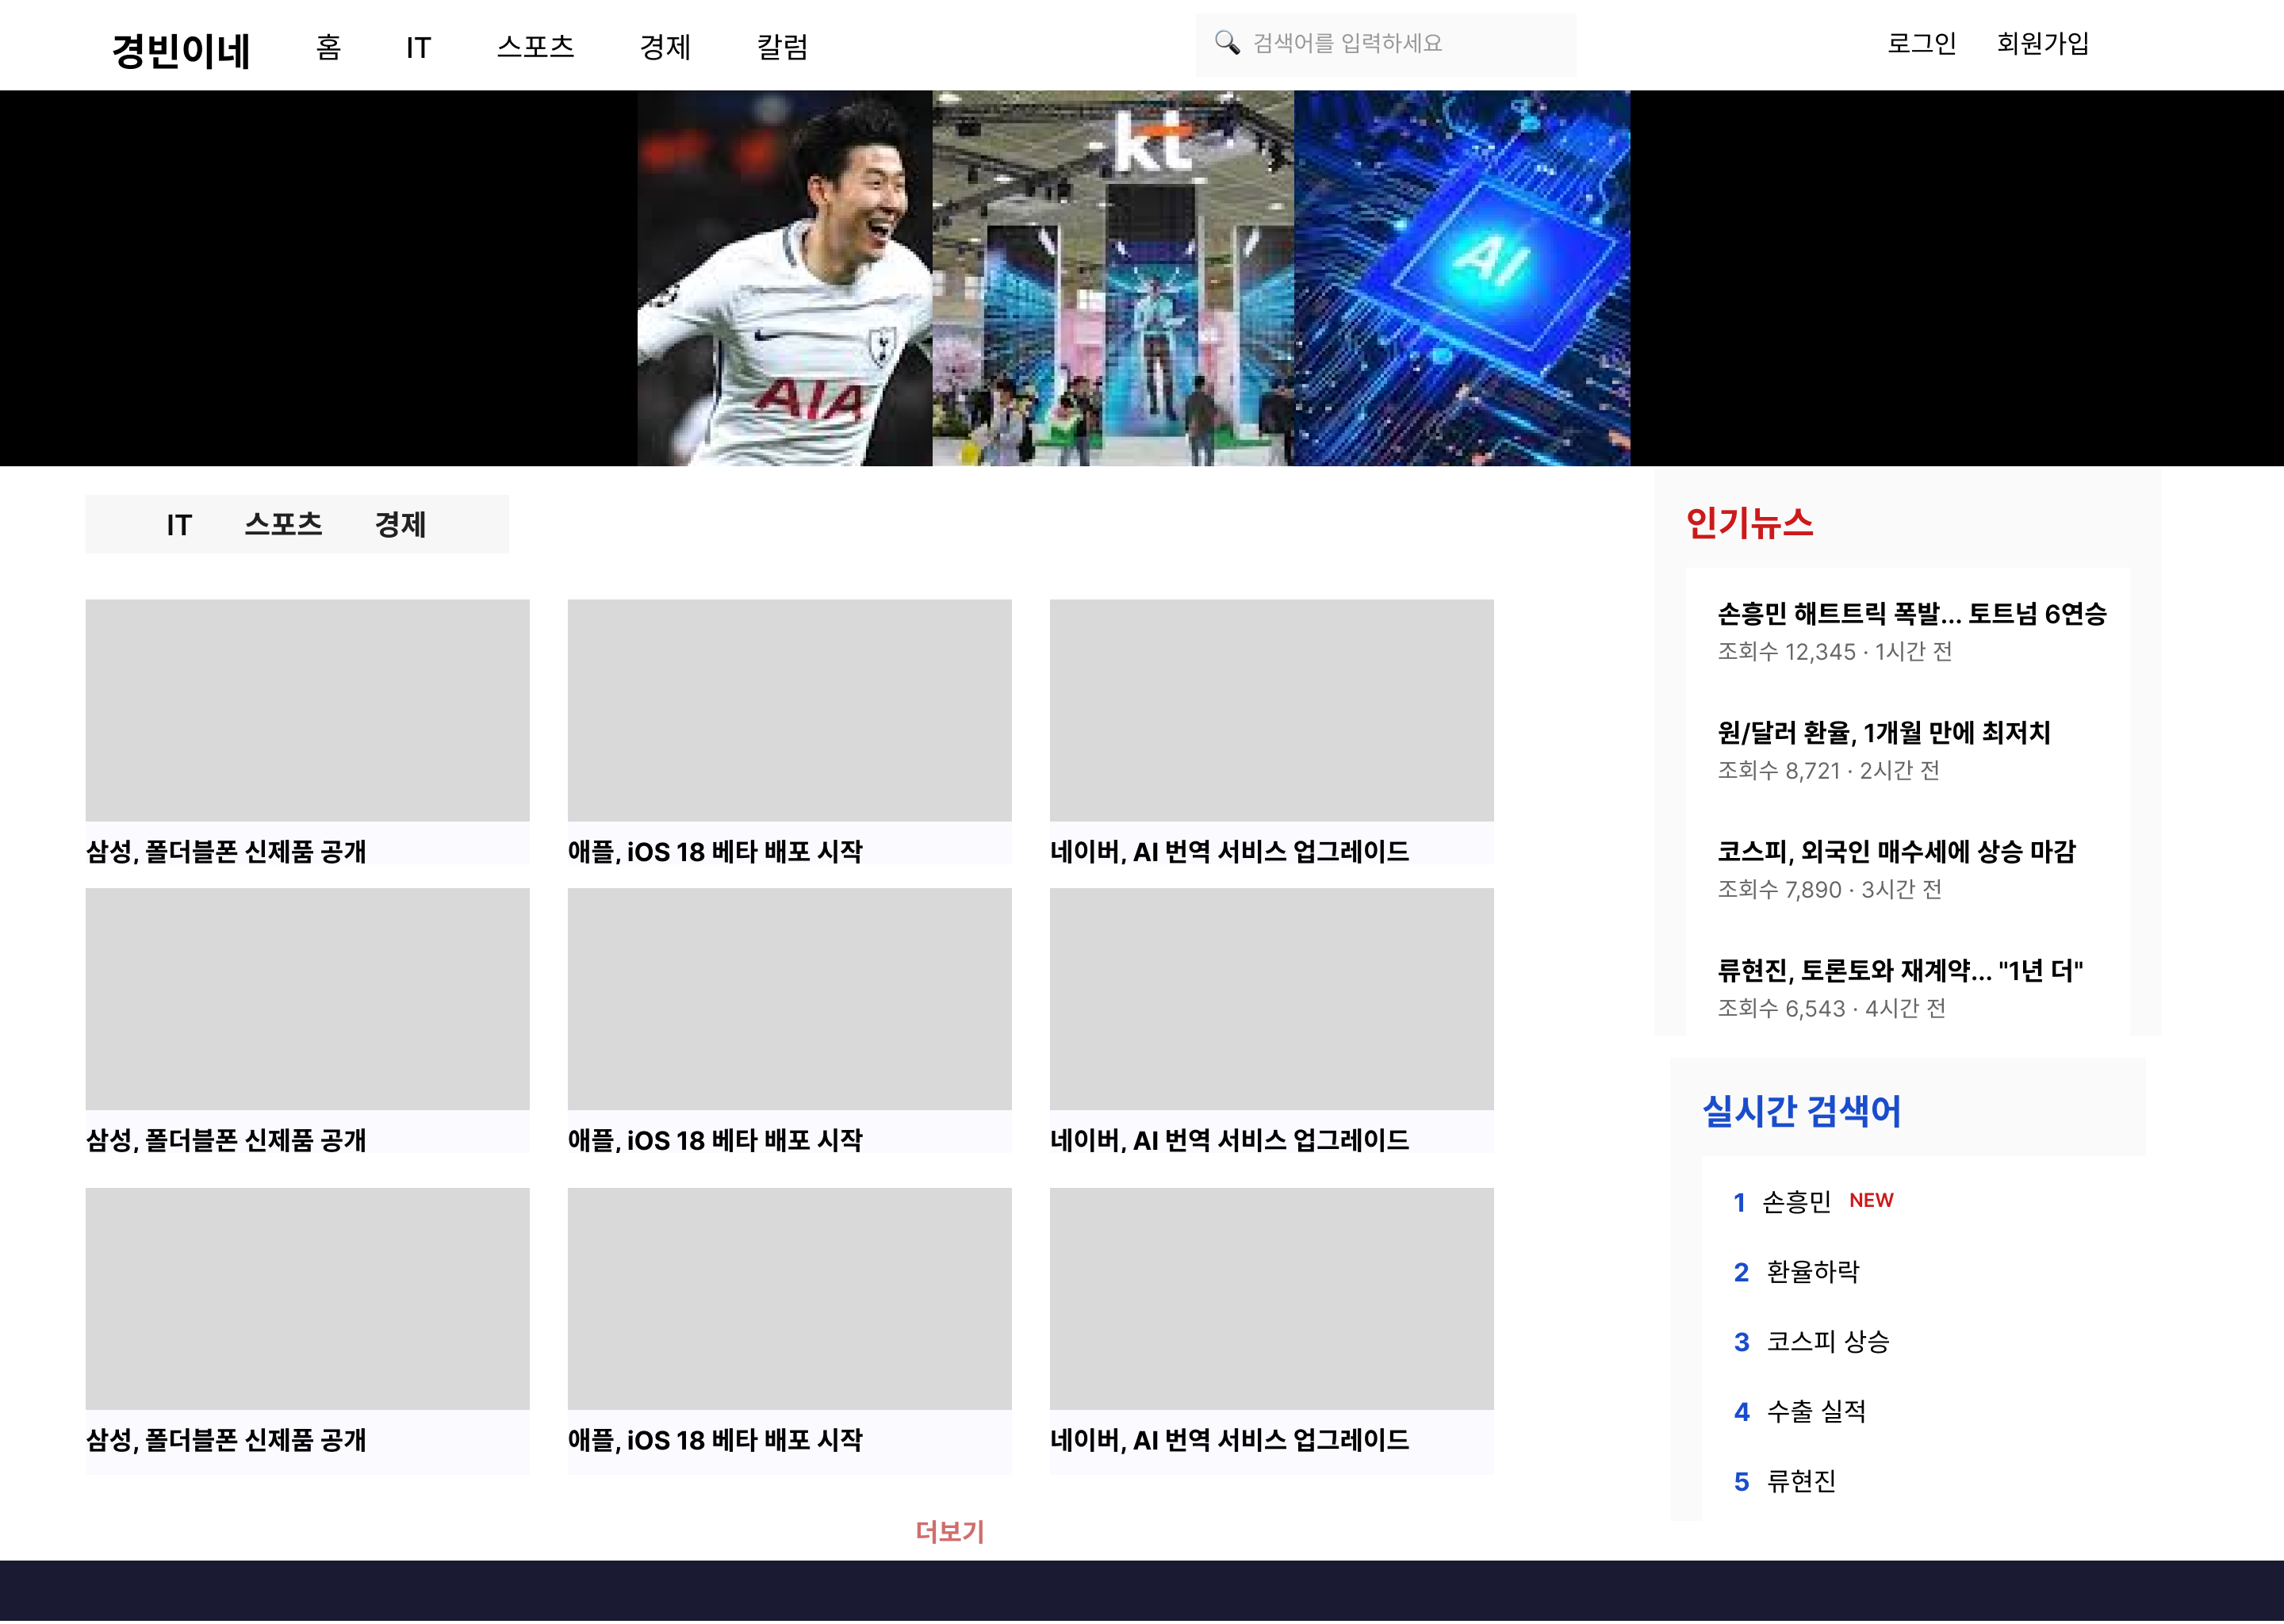 경빈이네 홈 IT 스포츠 경제 칼럼 🔍 검색어를 입력하세요 로그인 회원가입
kt
AI
AIA
IT 스포츠 경제
삼성, 폴더블폰 신제품 공개
애플, iOS 18 베타 배포 시작
네이버, AI 번역 서비스 업그레이드
삼성, 폴더블폰 신제품 공개
애플, iOS 18 베타 배포 시작
네이버, AI 번역 서비스 업그레이드
삼성, 폴더블폰 신제품 공개
애플, iOS 18 베타 배포 시작
네이버, AI 번역 서비스 업그레이드
더보기
인기뉴스
손흥민 해트트릭 폭발... 토트넘 6연승
조회수 12,345 · 1시간 전
원/달러 환율, 1개월 만에 최저치
조회수 8,721 · 2시간 전
코스피, 외국인 매수세에 상승 마감
조회수 7,890 · 3시간 전
류현진, 토론토와 재계약... "1년 더"
조회수 6,543 · 4시간 전
실시간 검색어
1 손흥민 NEW
2 환율하락
3 코스피 상승
4 수출 실적
5 류현진